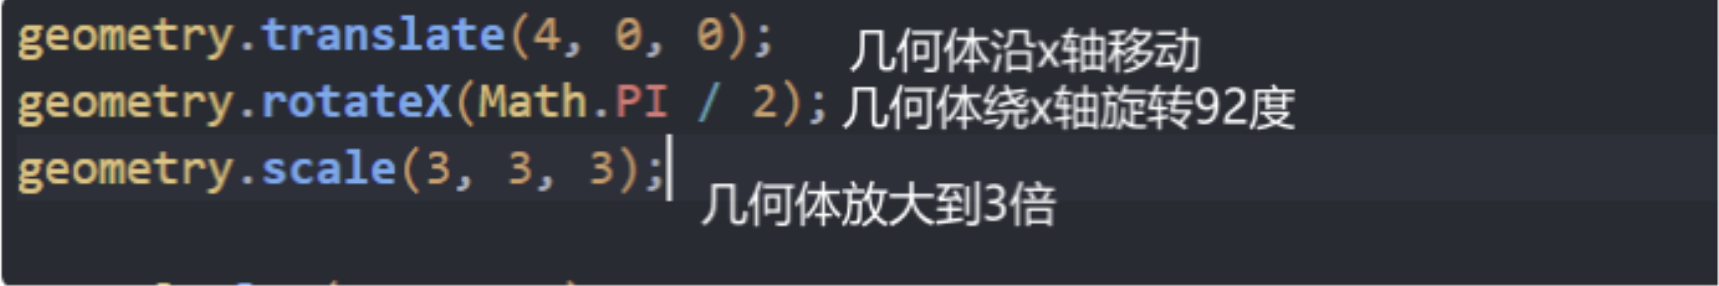 geometry.translate(4, 0, 0); 几何体沿x轴移动
geometry.rotateX(Math.PI / 2); 几何体绕x轴旋转92度
geometry.scale(3, 3, 3);
几何体放大到3倍